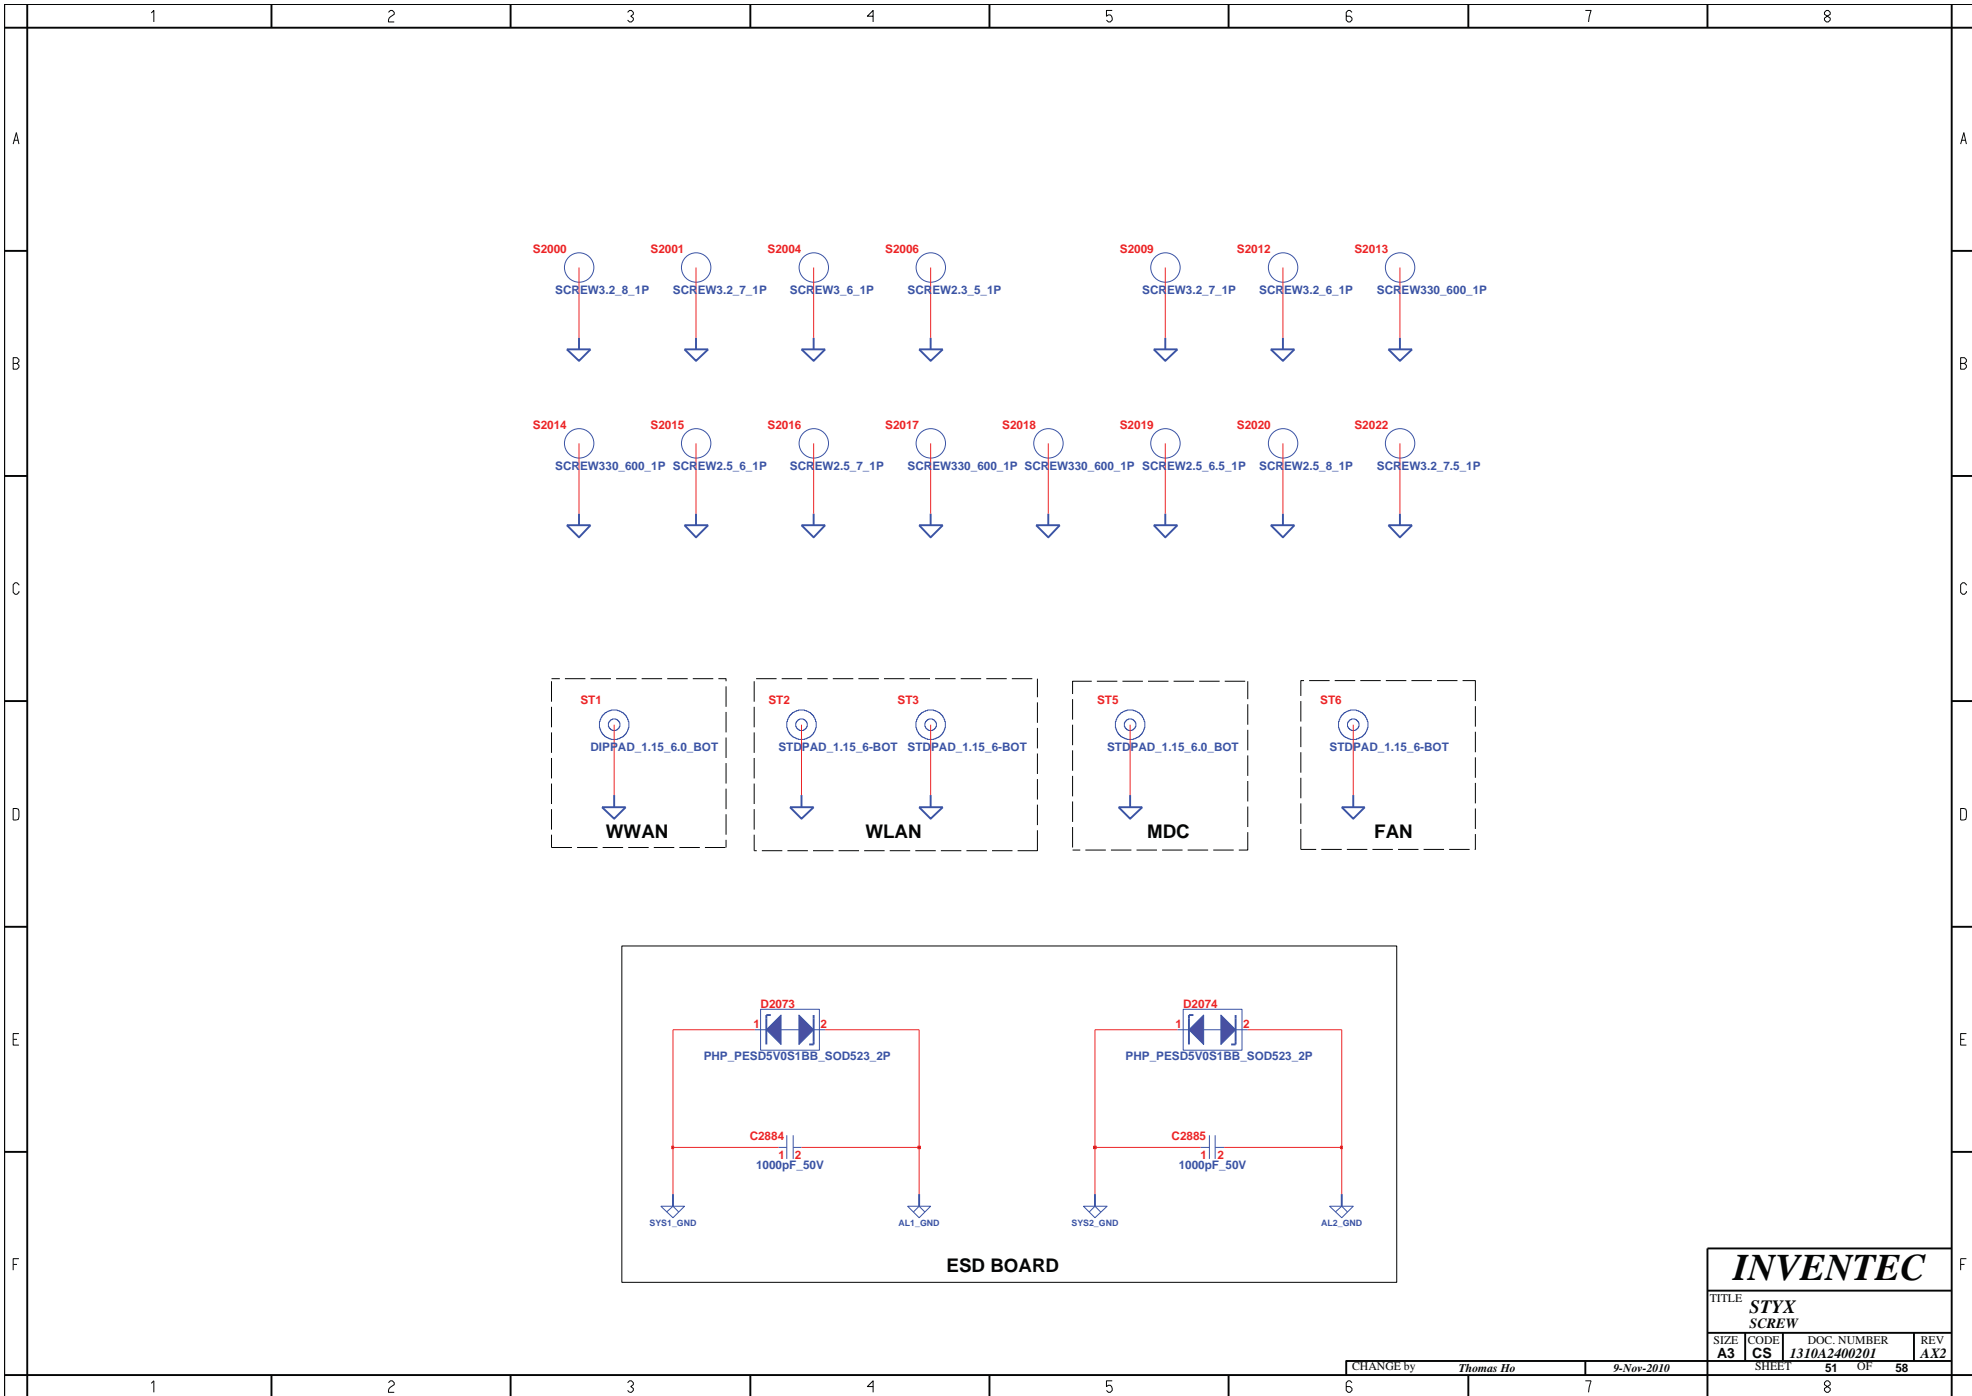 1 2 3 4 5 6 7 8
A A
S2000 S2001 S2004 S2006 S2009 S2012 S2013
SCREW3.2_8_1P SCREW3.2_7_1P SCREW3_6_1P SCREW2.3_5_1P SCREW3.2_7_1P SCREW3.2_6_1P SCREW330_600_1P
B B
S2014 S2015 S2016 S2017 S2018 S2019 S2020 S2022
SCREW330_600_1P SCREW2.5_6_1P SCREW2.5_7_1P SCREW330_600_1P SCREW330_600_1P SCREW2.5_6.5_1P SCREW2.5_8_1P SCREW3.2_7.5_1P
C C
ST1 ST2 ST3 ST5 ST6
DIPPAD_1.15_6.0_BOT STDPAD_1.15_6-BOT STDPAD_1.15_6-BOT STDPAD_1.15_6.0_BOT STDPAD_1.15_6-BOT
D D
WWAN WLAN MDC FAN
D2073 D2074
1 2 1 2
E E
PHP_PESD5V0S1BB_SOD523_2P PHP_PESD5V0S1BB_SOD523_2P
C2884 C2885
1 2 1 2
1000pF_50V 1000pF_50V
SYS1_GND AL1_GND SYS2_GND AL2_GND
F F
ESD BOARD
INVENTEC
TITLE STYX
SCREW
SIZE CODE DOC. NUMBER REV
A3 CS 1310A2400201 AX2
CHANGE by Thomas Ho 9-Nov-2010 SHEET 51 OF 58
1 2 3 4 5 6 7 8